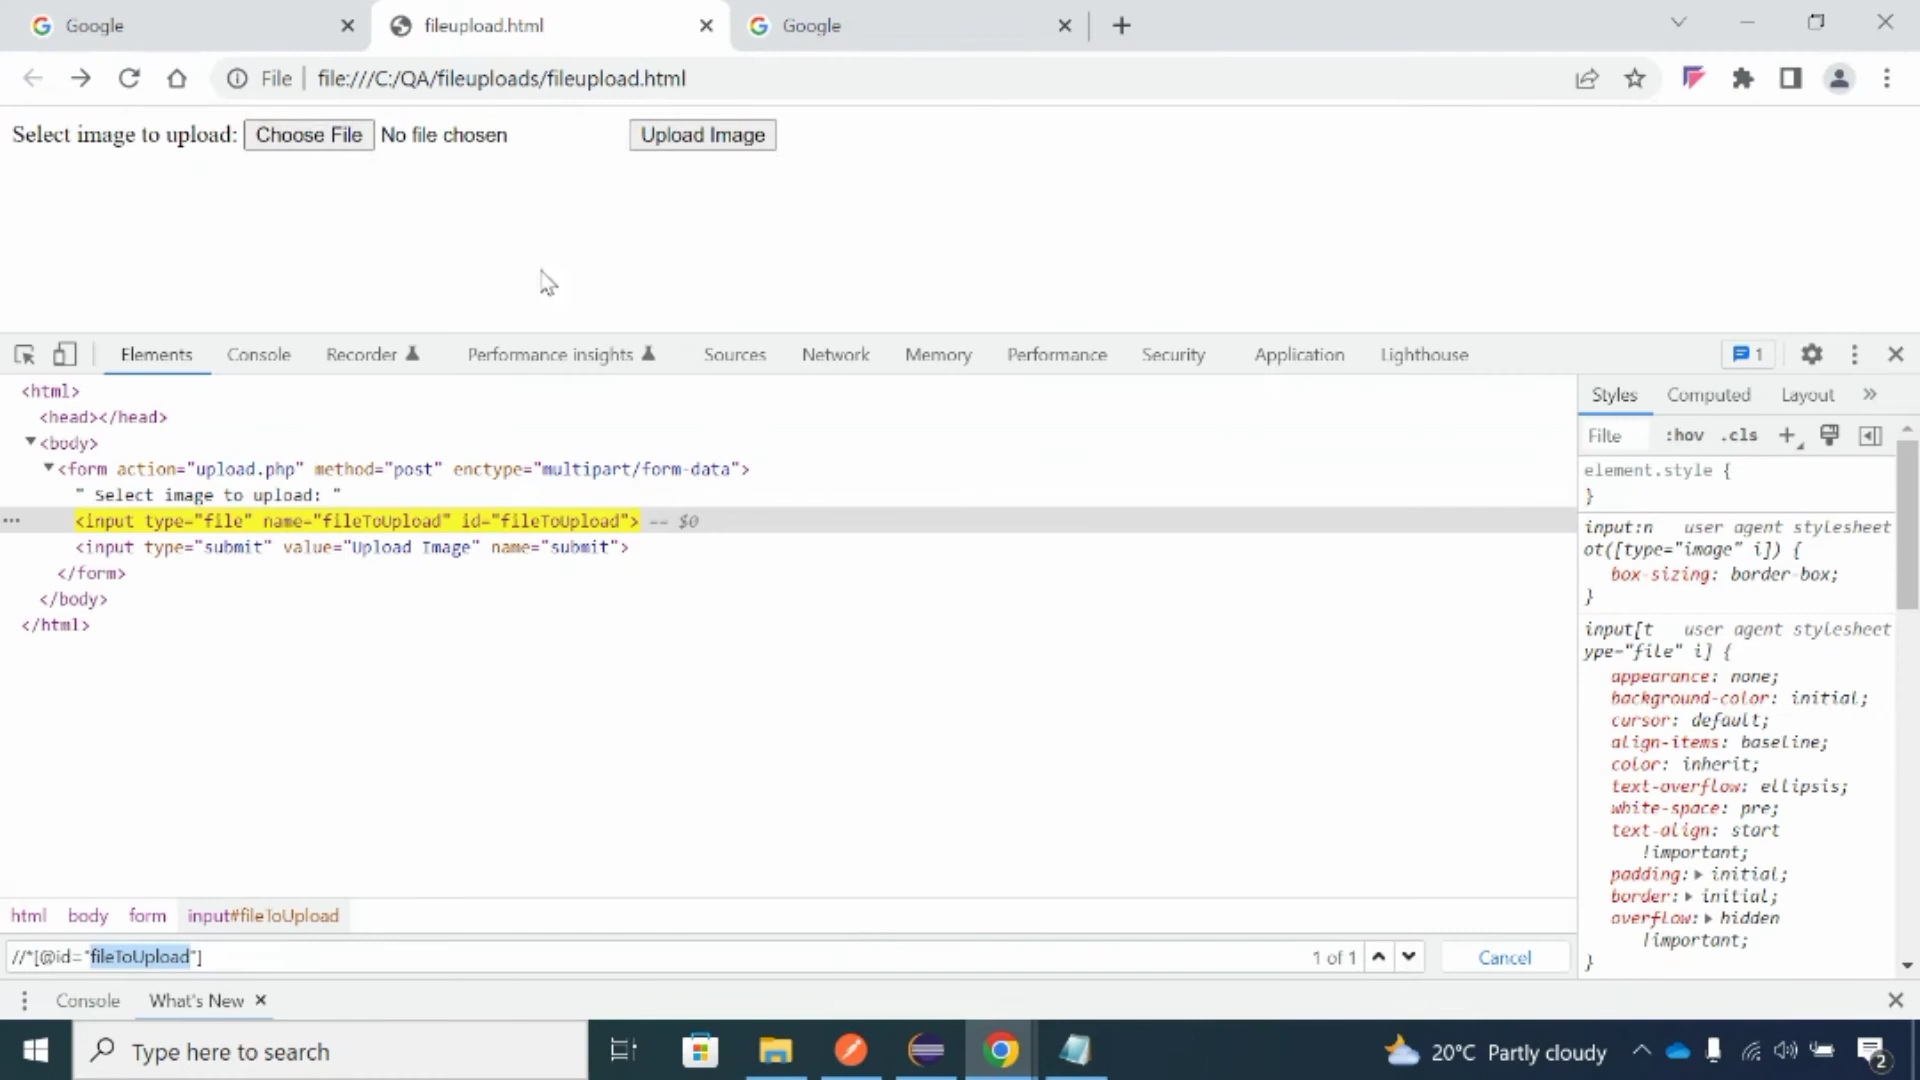 Google
fileupload.html
Google
File
file:///C:/QA/fileuploads/fileupload.html
Select image to upload: Choose File No file chosen Upload Image
Elements Console Recorder Performance insights Sources Network Memory Performance Security Application Lighthouse 1
<html>
<head></head>
<body>
<form action="upload.php" method="post" enctype="multipart/form-data">
" Select image to upload: "
<input type="file" name="fileToUpload" id="fileToUpload"> == $0
<input type="submit" value="Upload Image" name="submit">
</form>
</body>
</html>
Styles Computed Layout »
Filte :hov .cls +
element.style {
}
input:n user agent stylesheet
ot([type="image" i]) {
box-sizing: border-box;
}
input[t user agent stylesheet
ype="file" i] {
appearance: none;
background-color: initial;
cursor: default;
align-items: baseline;
color: inherit;
text-overflow: ellipsis;
white-space: pre;
text-align: start
!important;
padding: initial;
border: initial;
overflow: hidden
!important;
}
html body form input#fileToUpload
//*[@id="fileToUpload"]
1 of 1
Cancel
Console What's New
Type here to search
20°C Partly cloudy
2